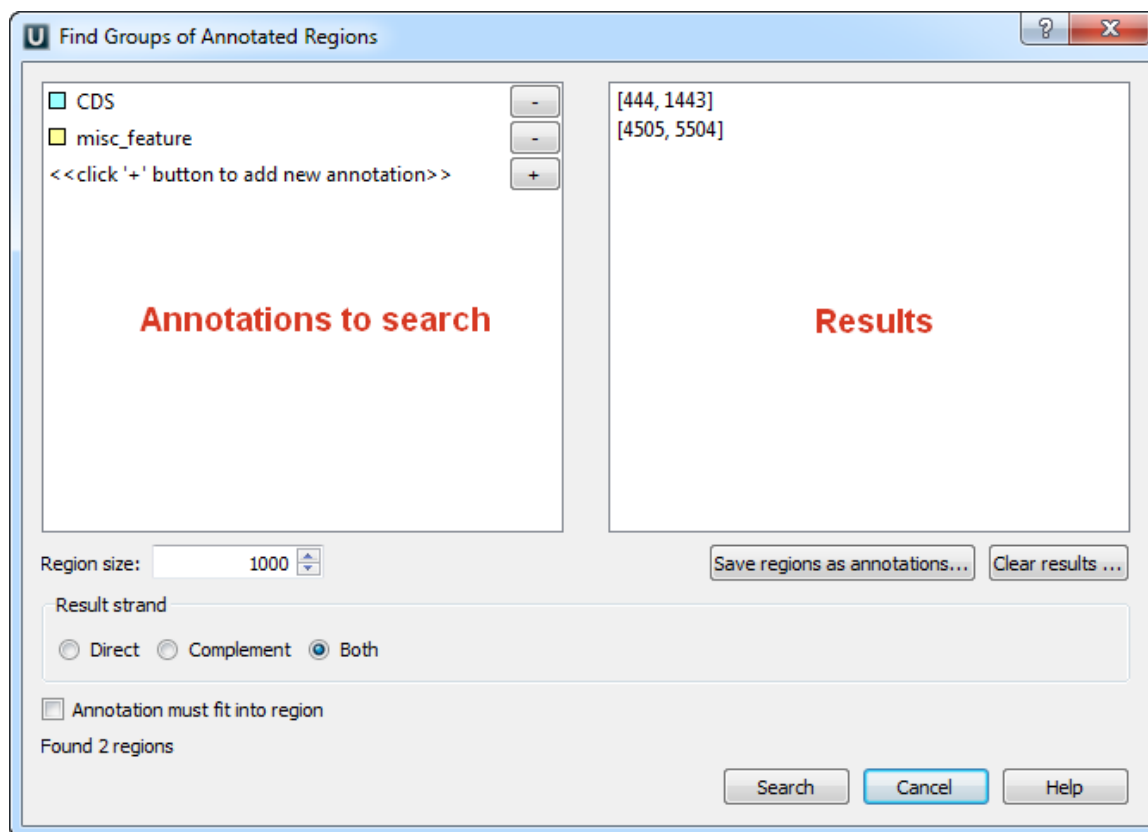 U Find Groups of Annotated Regions ? X
CDS -
misc_feature -
<<click '+' button to add new annotation>> +
Annotations to search
[444, 1443]
[4505, 5504]
Results
Region size: 1000
Save regions as annotations... Clear results ...
Result strand
Direct Complement Both
Annotation must fit into region
Found 2 regions
Search Cancel Help